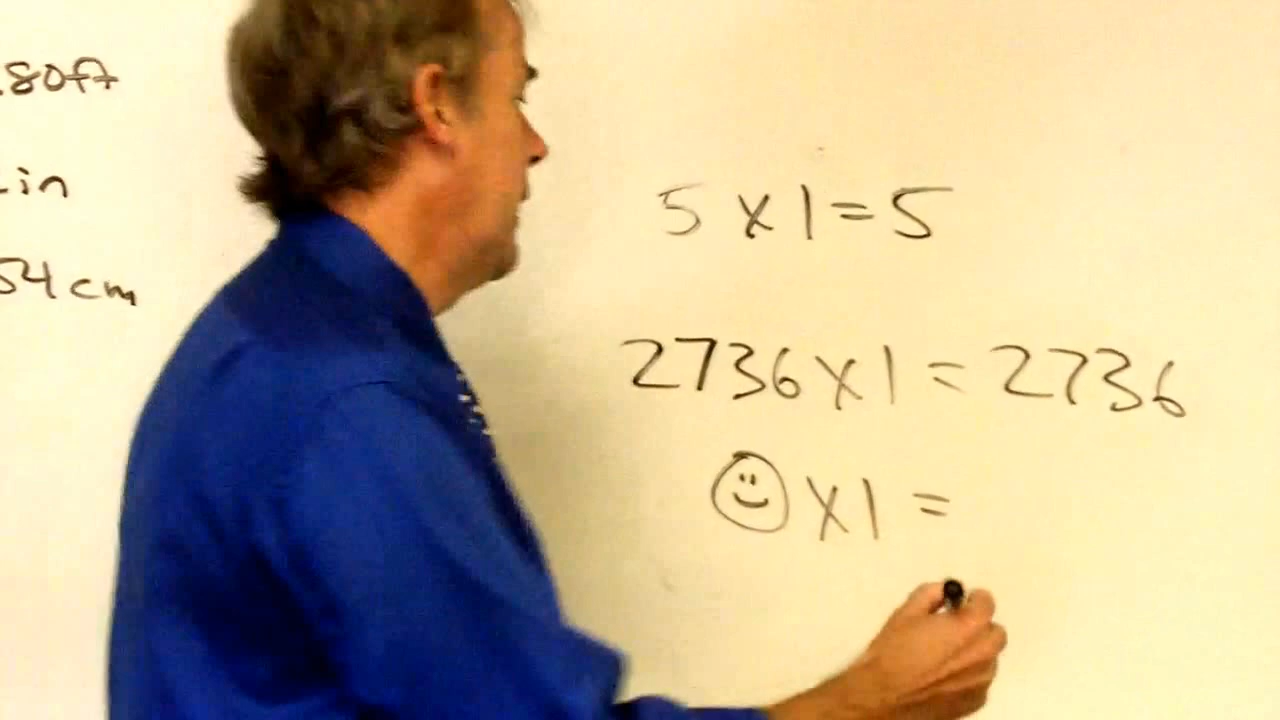 80ft
in
54cm
5 x 1 = 5
2736 x 1 = 2736
☺ x 1 =